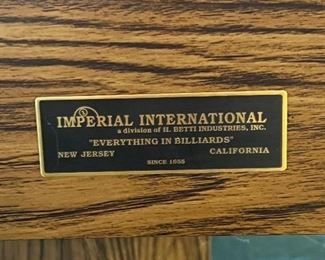 IMPERIAL INTERNATIONAL
a division of H. BETTI INDUSTRIES, INC.
"EVERYTHING IN BILLIARDS"
NEW JERSEY CALIFORNIA
SINCE 1955